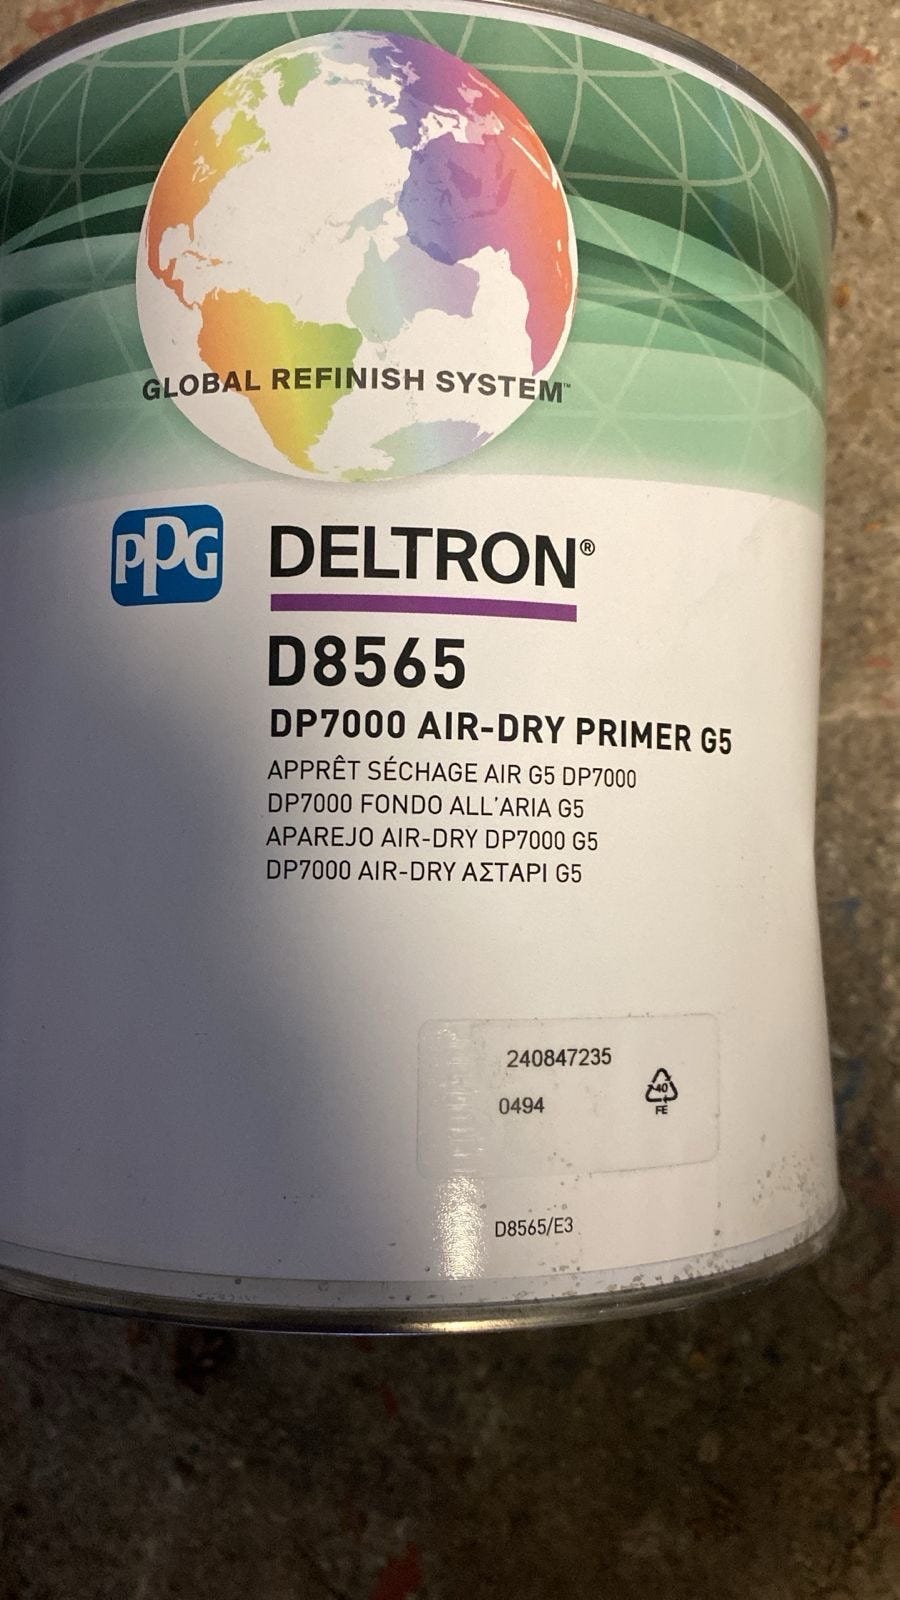 GLOBAL REFINISH SYSTEM™
PPG
DELTRON®
D8565
DP7000 AIR-DRY PRIMER G5
APPRÊT SÉCHAGE AIR G5 DP7000
DP7000 FONDO ALL'ARIA G5
APAREJO AIR-DRY DP7000 G5
DP7000 AIR-DRY ΑΣΤΑΡΙ G5
240847235
0494
40
FE
D8565/E3